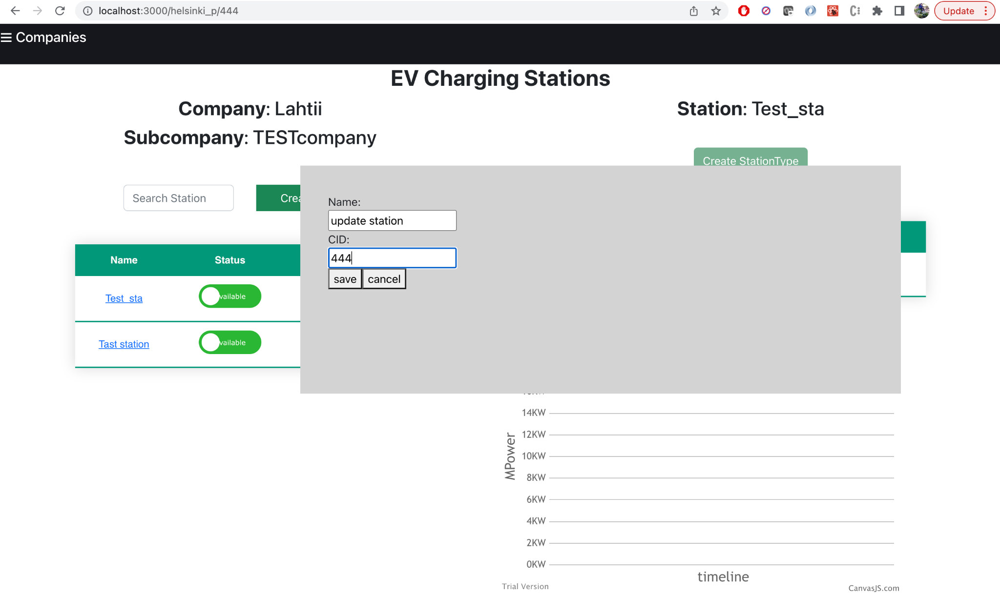 localhost:3000/helsinki_p/444
Update
Companies
EV Charging Stations
Company: Lahtii
Station: Test_sta
Subcompany: TESTcompany
Create StationType
Search Station
Crea
Name:
update station
CID:
444
save cancel
Name Status
Test_sta vailable
Tast station vailable
14KW
12KW
10KW
8KW
6KW
4KW
2KW
0KW
MPower
timeline
Trial Version
CanvasJS.com